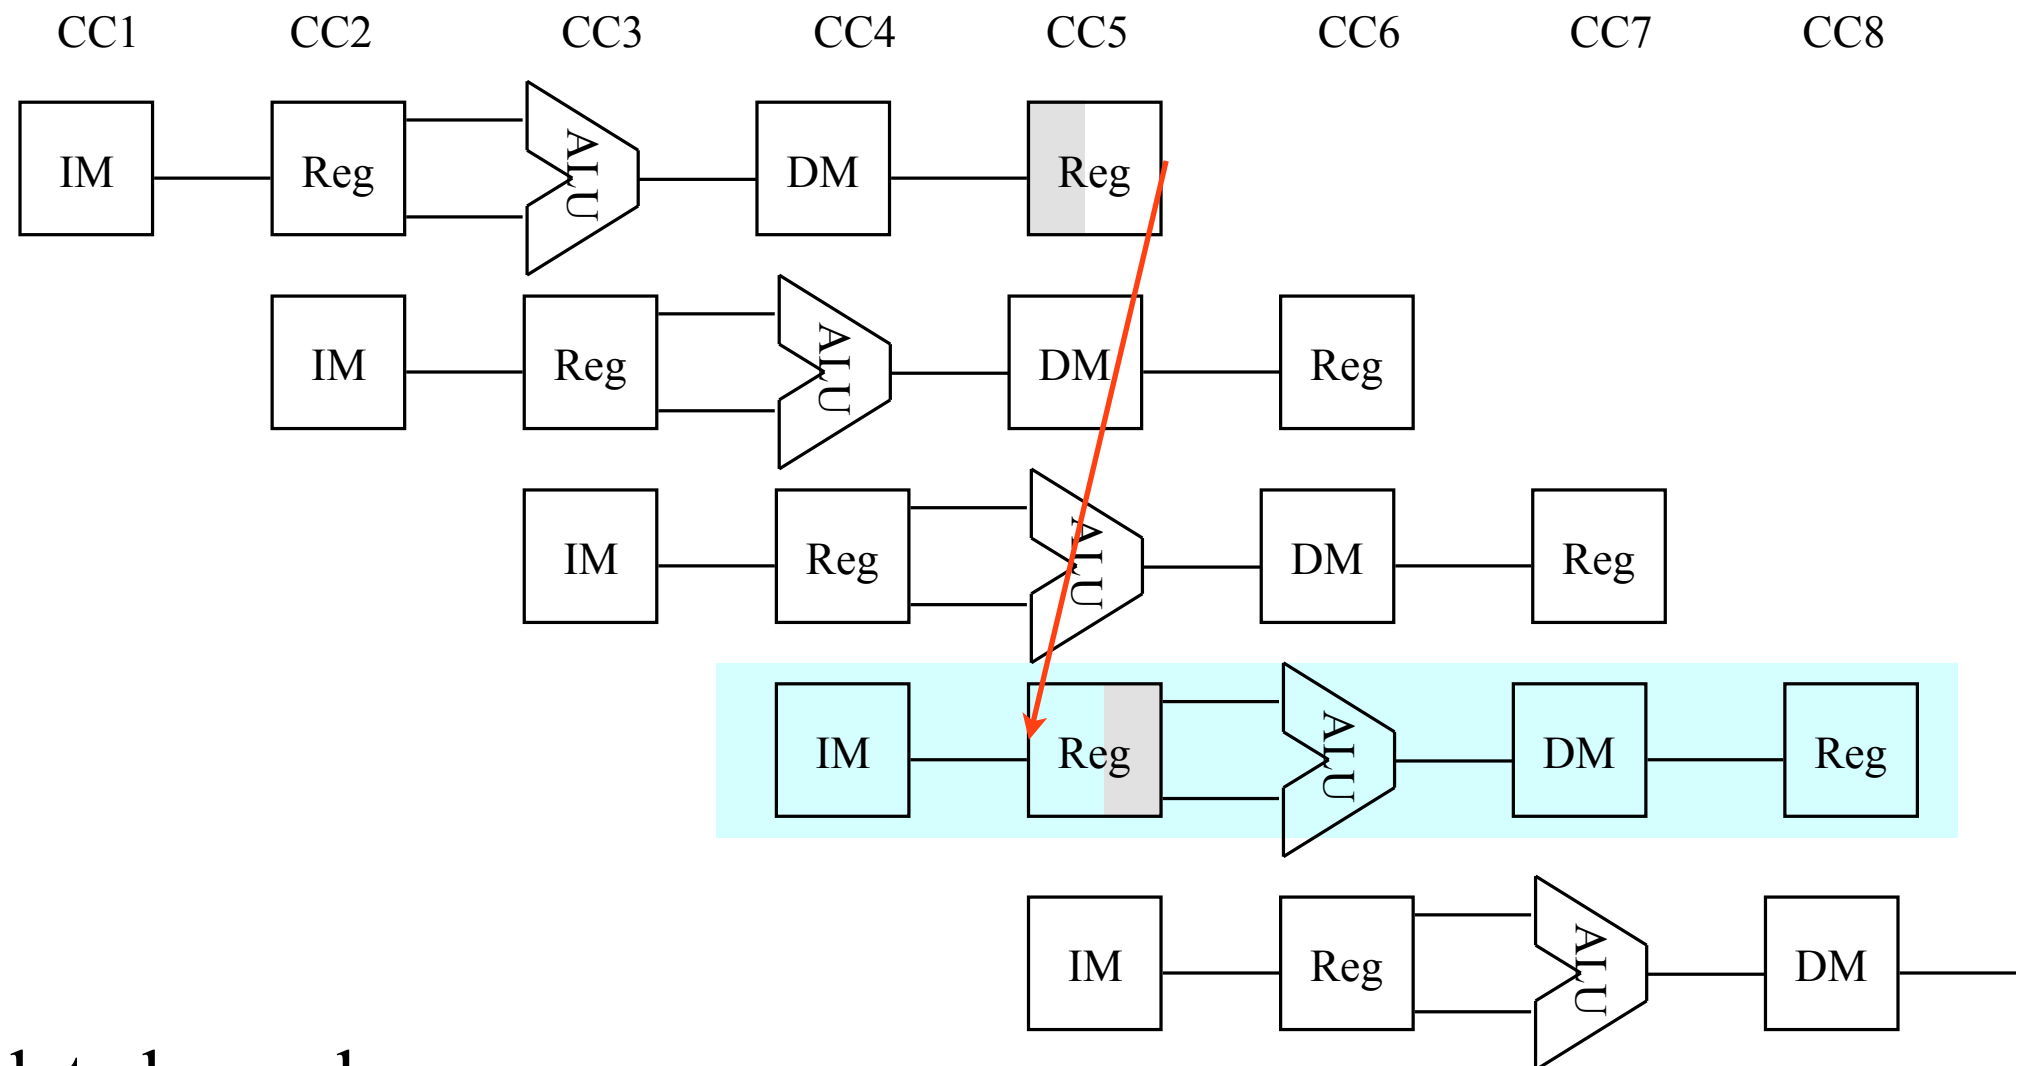 CC1 CC2 CC3 CC4 CC5 CC6 CC7 CC8
IM Reg ALU DM Reg
IM Reg ALU DM Reg
IM Reg ALU DM Reg
IM Reg ALU DM Reg
IM Reg ALU DM